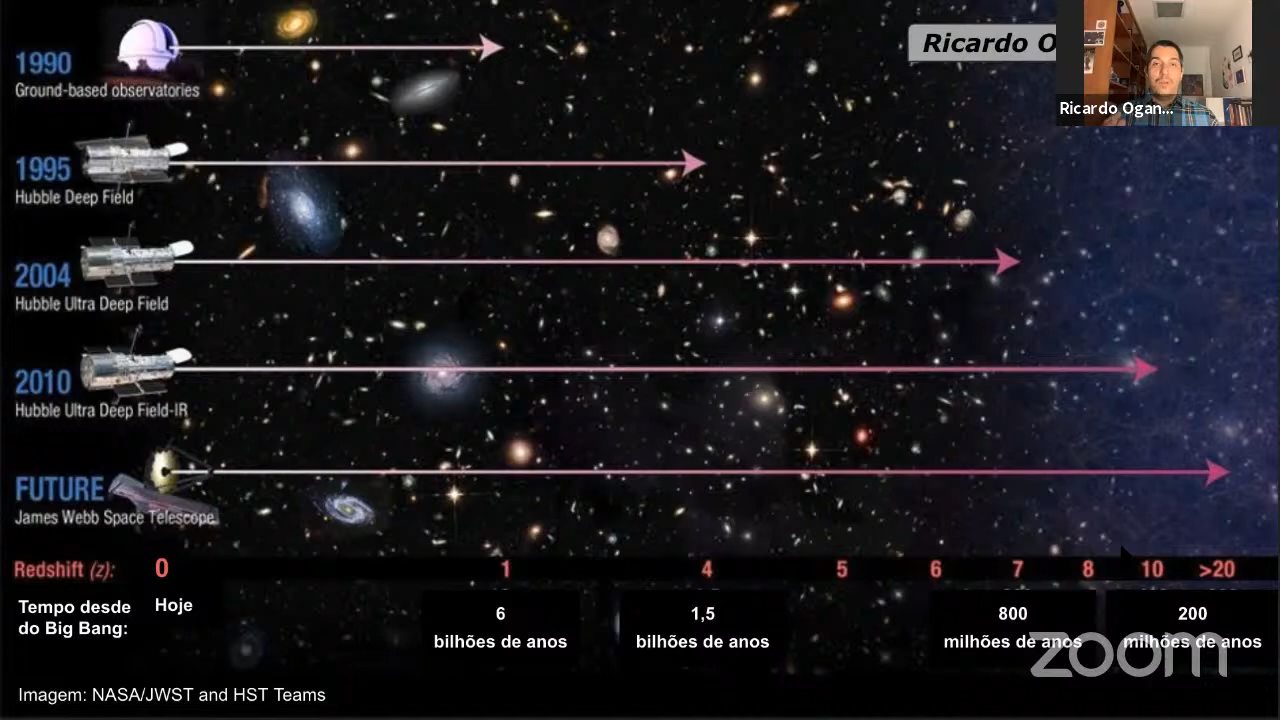 Ricardo O
Ricardo Ogan...
1990
Ground-based observatories
1995
Hubble Deep Field
2004
Hubble Ultra Deep Field
2010
Hubble Ultra Deep Field-IR
FUTURE
James Webb Space Telescope
Redshift (z): 0 1 4 5 6 7 8 10 >20
Tempo desde do Big Bang:
Hoje
6 bilhões de anos
1,5 bilhões de anos
800 milhões de anos
200 milhões de anos
zoom
Imagem: NASA/JWST and HST Teams